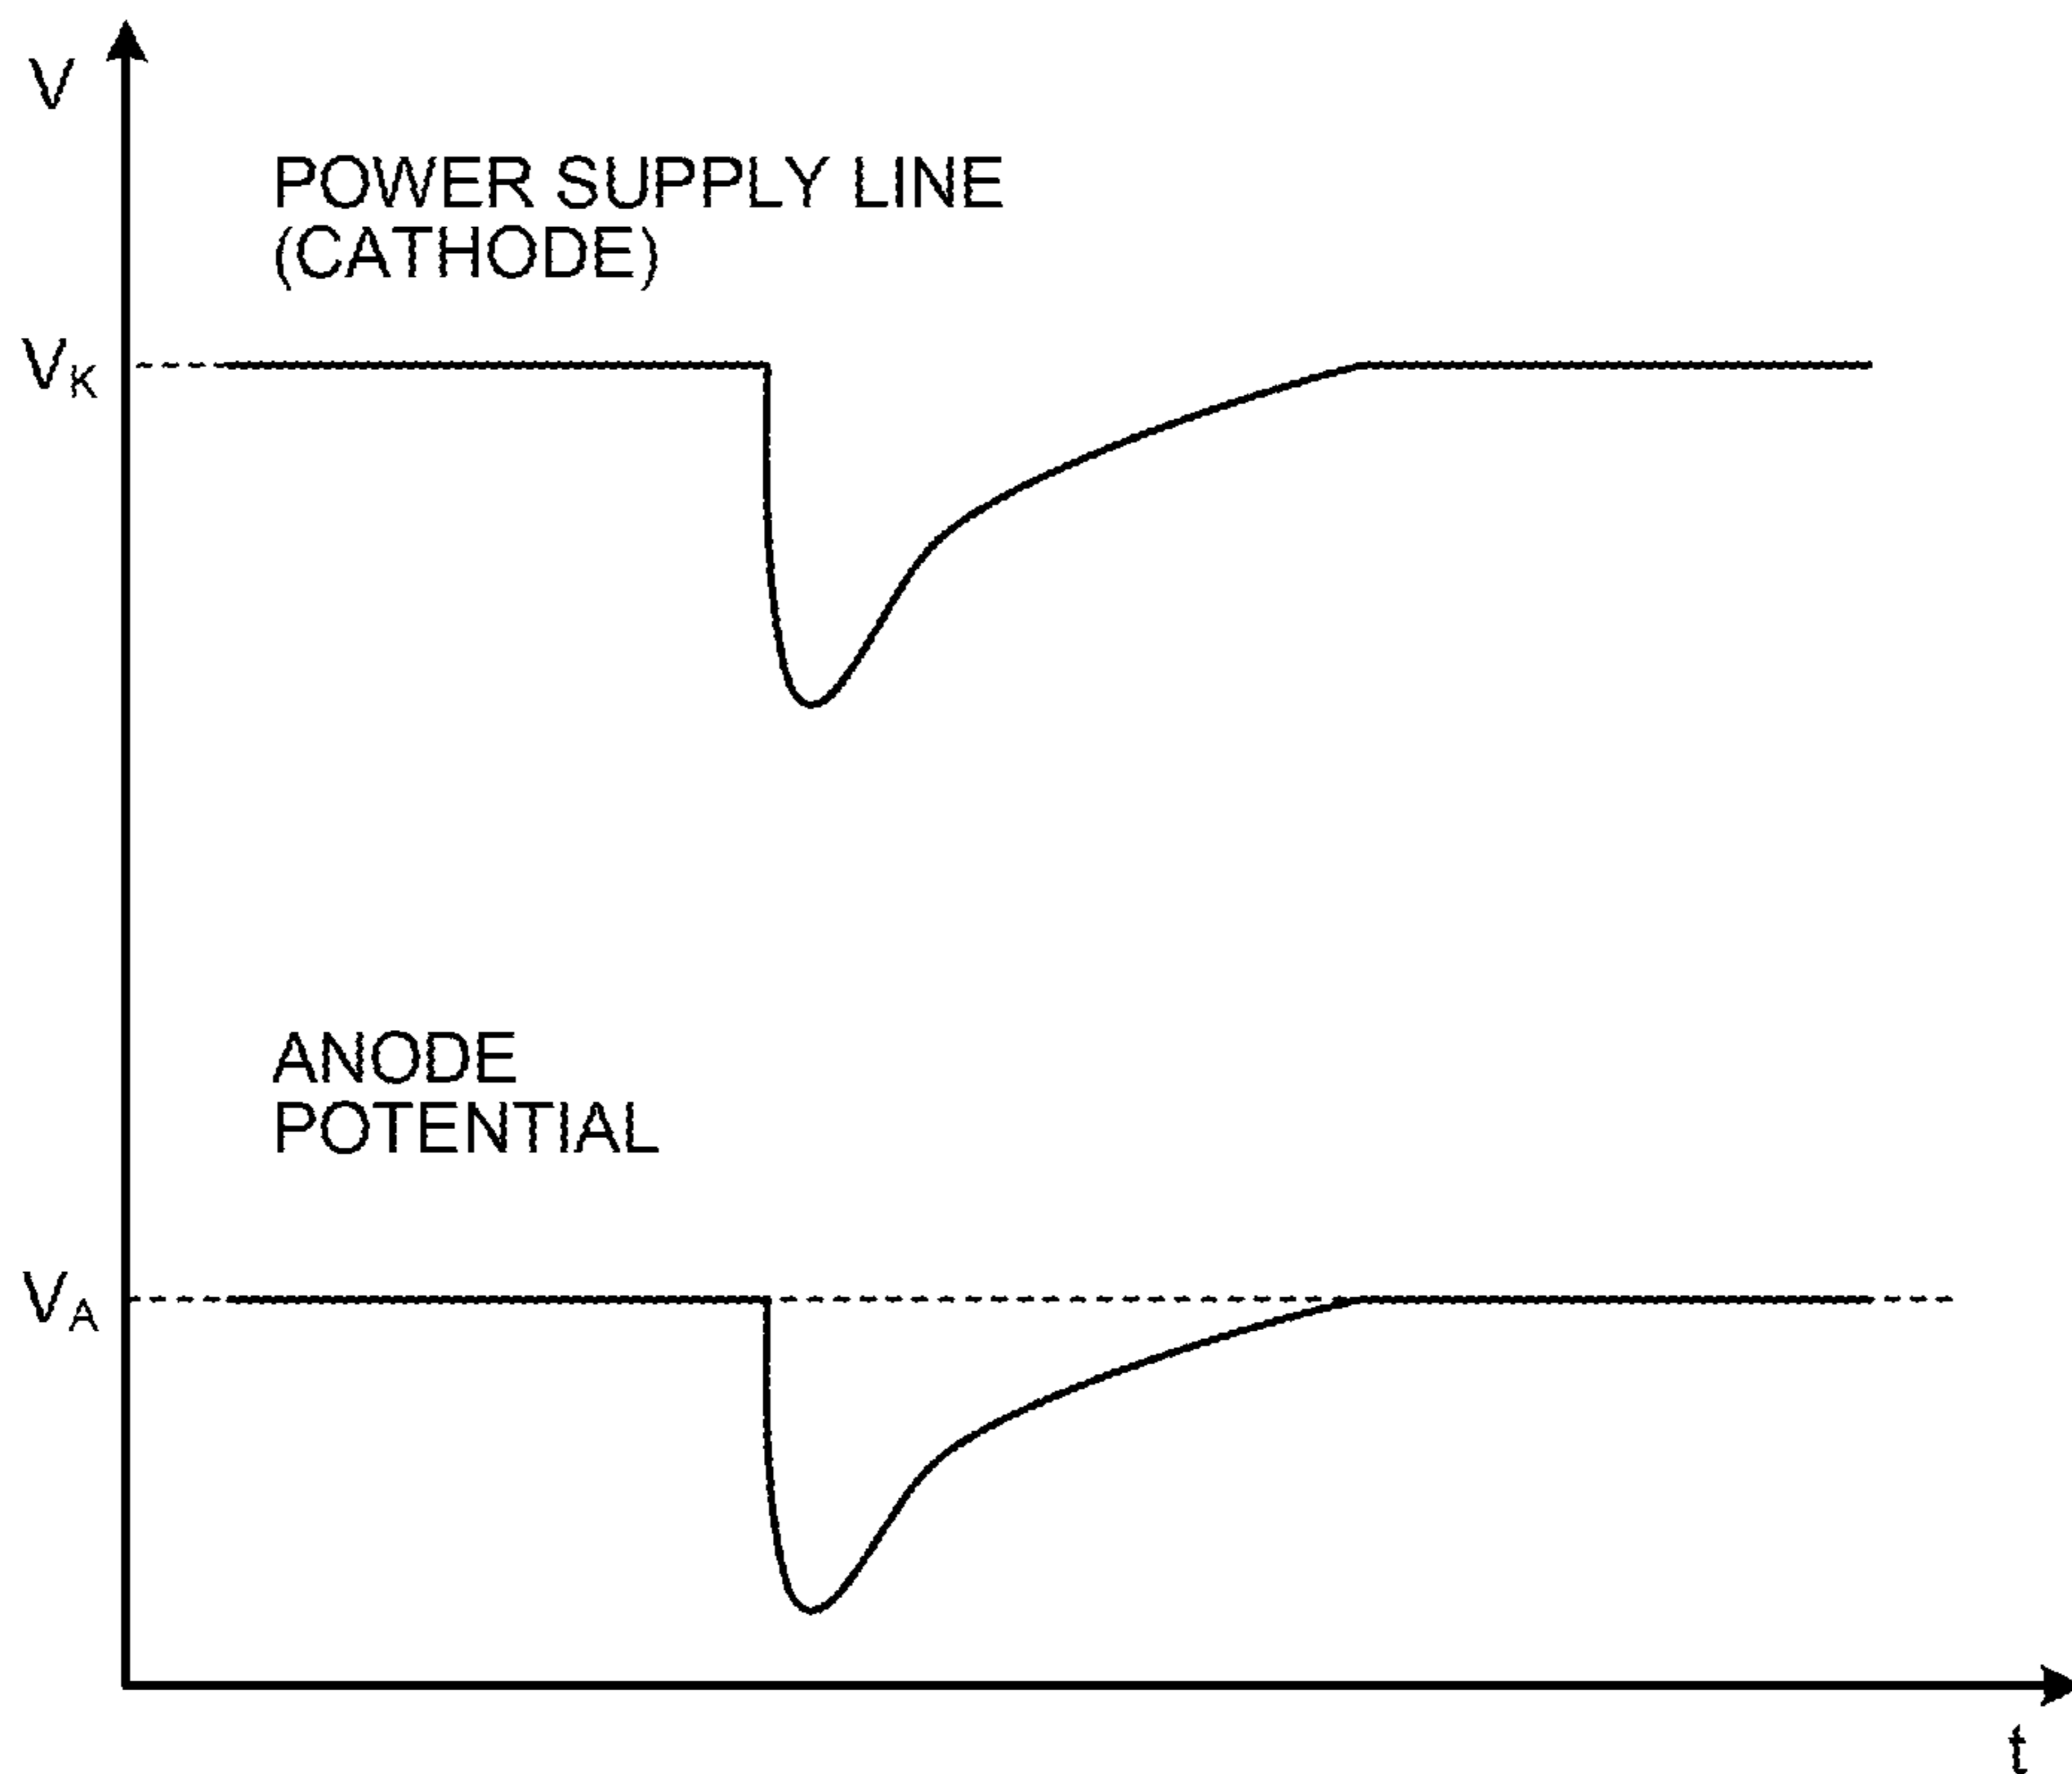 V
POWER SUPPLY LINE
(CATHODE)
VK
ANODE
POTENTIAL
VA
t